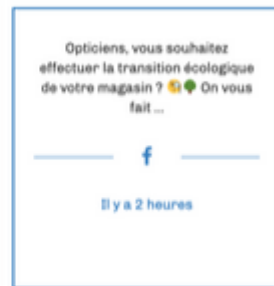 Opticiens, vous souhaitez
effectuer la transition écologique
de votre magasin ? 🌍🌳 On vous
fait ...
Il y a 2 heures